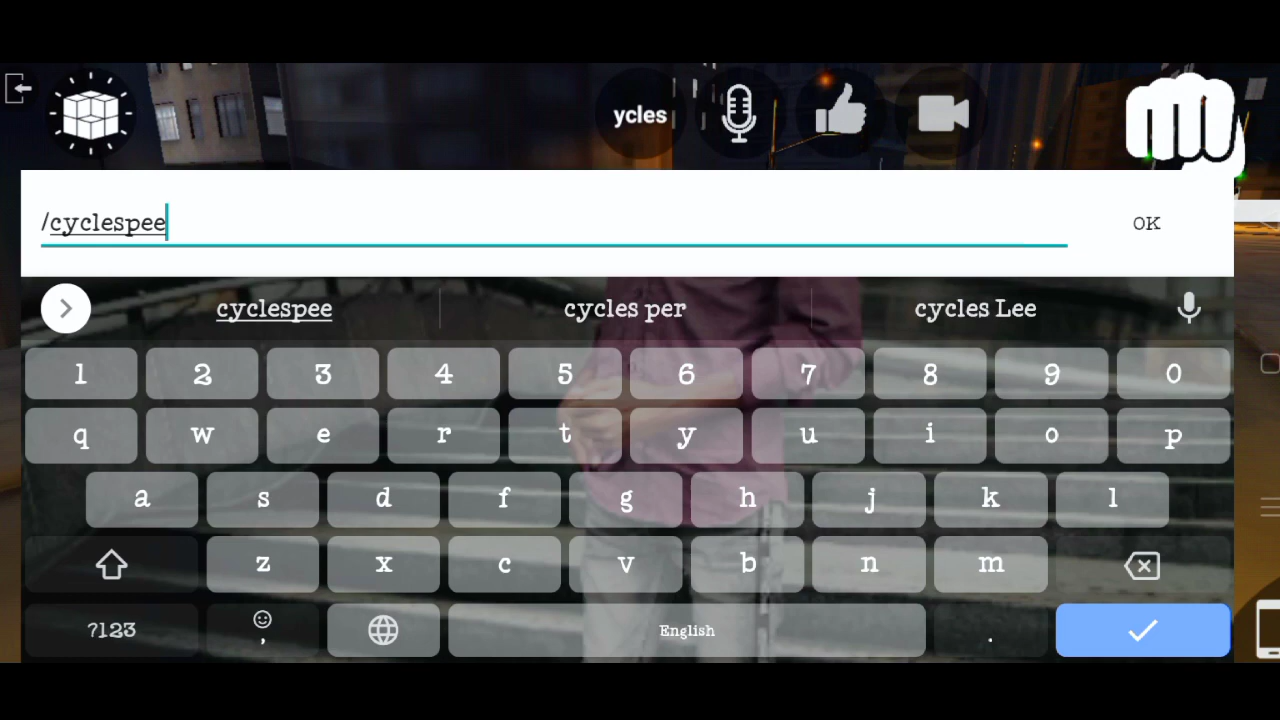 ycles
/cyclespee
OK
cyclespee cycles per cycles Lee
1 2 3 4 5 6 7 8 9 0
q w e r t y u i o p
a s d f g h j k l
z x c v b n m
?123 , English .